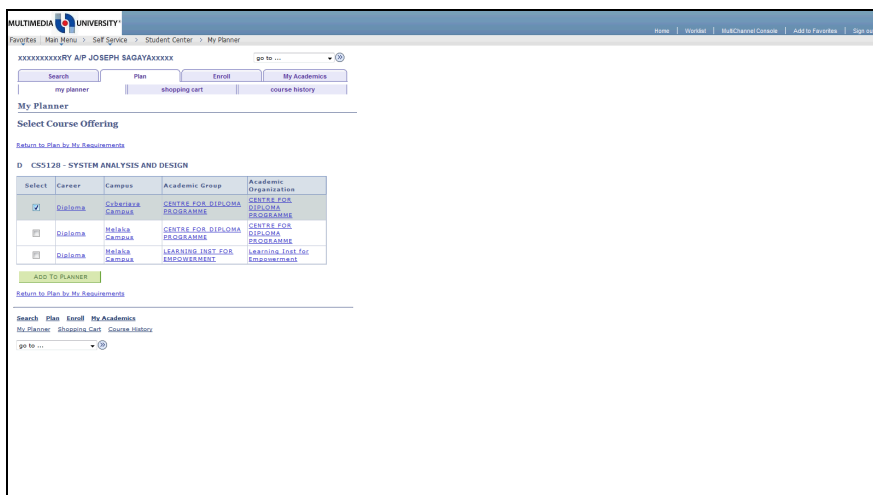 MULTIMEDIA UNIVERSITY
Home | Worklist | MultiChannel Console | Add to Favorites | Sign out
Favorites | Main Menu > Self Service > Student Center > My Planner
xxxxxxxxxxRY A/P JOSEPH SAGAYAxxxxx
go to ...
Search Plan Enroll My Academics
my planner || shopping cart || course history
My Planner
Select Course Offering
Return to Plan by My Requirements
D CS5128 - SYSTEM ANALYSIS AND DESIGN
Select Career Campus Academic Group Academic Organization
Diploma Cyberjaya Campus CENTRE FOR DIPLOMA PROGRAMME CENTRE FOR DIPLOMA PROGRAMME
Diploma Melaka Campus CENTRE FOR DIPLOMA PROGRAMME CENTRE FOR DIPLOMA PROGRAMME
Diploma Melaka Campus LEARNING INST FOR EMPOWERMENT Learning Inst for Empowerment
ADD TO PLANNER
Return to Plan by My Requirements
Search Plan Enroll My Academics
My Planner Shopping Cart Course History
go to ...